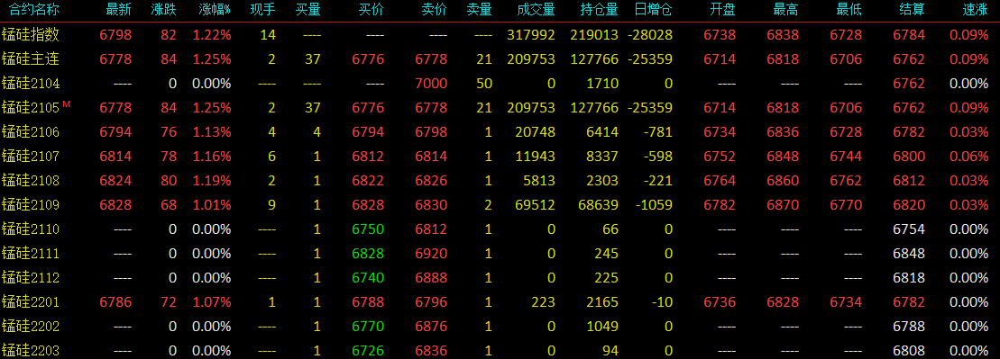 合约名称 最新 涨跌 涨幅% 现手 买量 买价 卖价 卖量 成交量 持仓量 日增仓 开盘 最高 最低 结算 速涨
锰硅指数 6798 82 1.22% 14 ---- ---- ---- ---- 317992 219013 -28028 6738 6838 6728 6784 0.09%
锰硅主连 6778 84 1.25% 2 37 6776 6778 21 209753 127766 -25359 6714 6818 6706 6762 0.09%
锰硅2104 ---- 0 0.00% ---- ---- ---- 7000 50 0 1710 0 ---- ---- ---- 6762 0.00%
锰硅2105 M 6778 84 1.25% 2 37 6776 6778 21 209753 127766 -25359 6714 6818 6706 6762 0.09%
锰硅2106 6794 76 1.13% 4 4 6794 6798 1 20748 6414 -781 6734 6836 6728 6782 0.03%
锰硅2107 6814 78 1.16% 6 1 6812 6814 1 11943 8337 -598 6752 6848 6744 6800 0.06%
锰硅2108 6824 80 1.19% 2 1 6822 6826 1 5813 2303 -221 6764 6860 6762 6812 0.03%
锰硅2109 6828 68 1.01% 9 1 6828 6830 2 69512 68639 -1059 6782 6870 6770 6820 0.03%
锰硅2110 ---- 0 0.00% ---- 1 6750 6812 1 0 66 0 ---- ---- ---- 6754 0.00%
锰硅2111 ---- 0 0.00% ---- 1 6828 6920 1 0 245 0 ---- ---- ---- 6848 0.00%
锰硅2112 ---- 0 0.00% ---- 1 6740 6888 1 0 225 0 ---- ---- ---- 6818 0.00%
锰硅2201 6786 72 1.07% 1 1 6788 6796 1 223 2165 -10 6736 6828 6734 6782 0.00%
锰硅2202 ---- 0 0.00% ---- 1 6770 6876 1 0 1049 0 ---- ---- ---- 6788 0.00%
锰硅2203 ---- 0 0.00% ---- 1 6726 6836 1 0 94 0 ---- ---- ---- 6808 0.00%